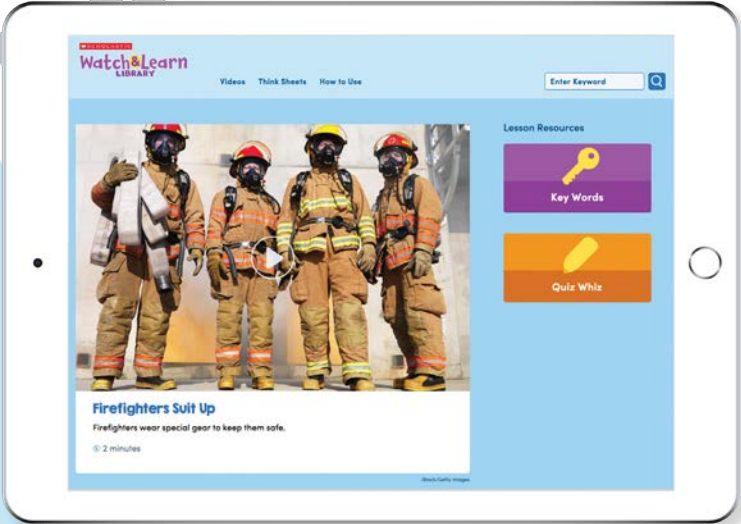 SCHOLASTIC
Watch&Learn
LIBRARY
Videos Think Sheets How to Use
Enter Keyword
Lesson Resources
Key Words
Quiz Whiz
Firefighters Suit Up
Firefighters wear special gear to keep them safe.
2 minutes
iStock/Getty Images